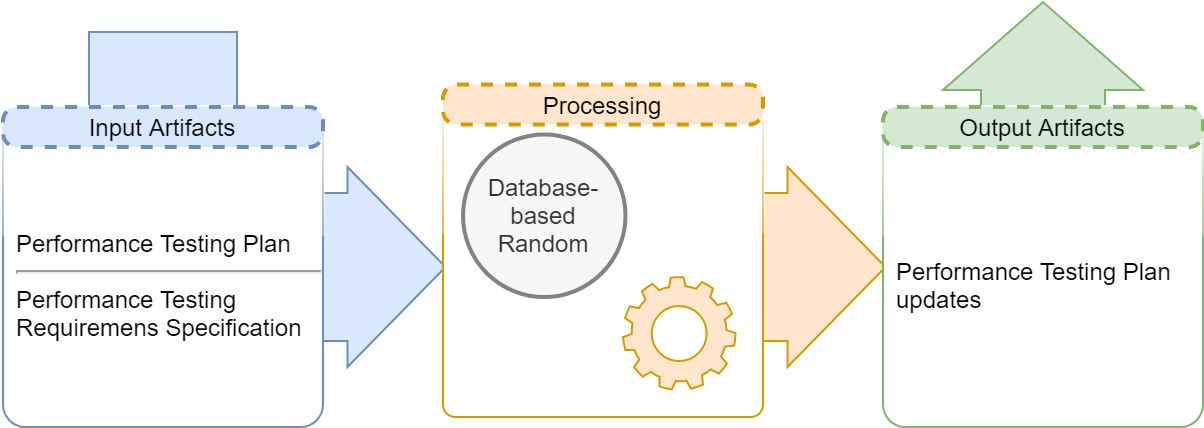 Input Artifacts
Performance Testing Plan
Performance Testing
Requiremens Specification
Processing
Database-
based
Random
Output Artifacts
Performance Testing Plan
updates